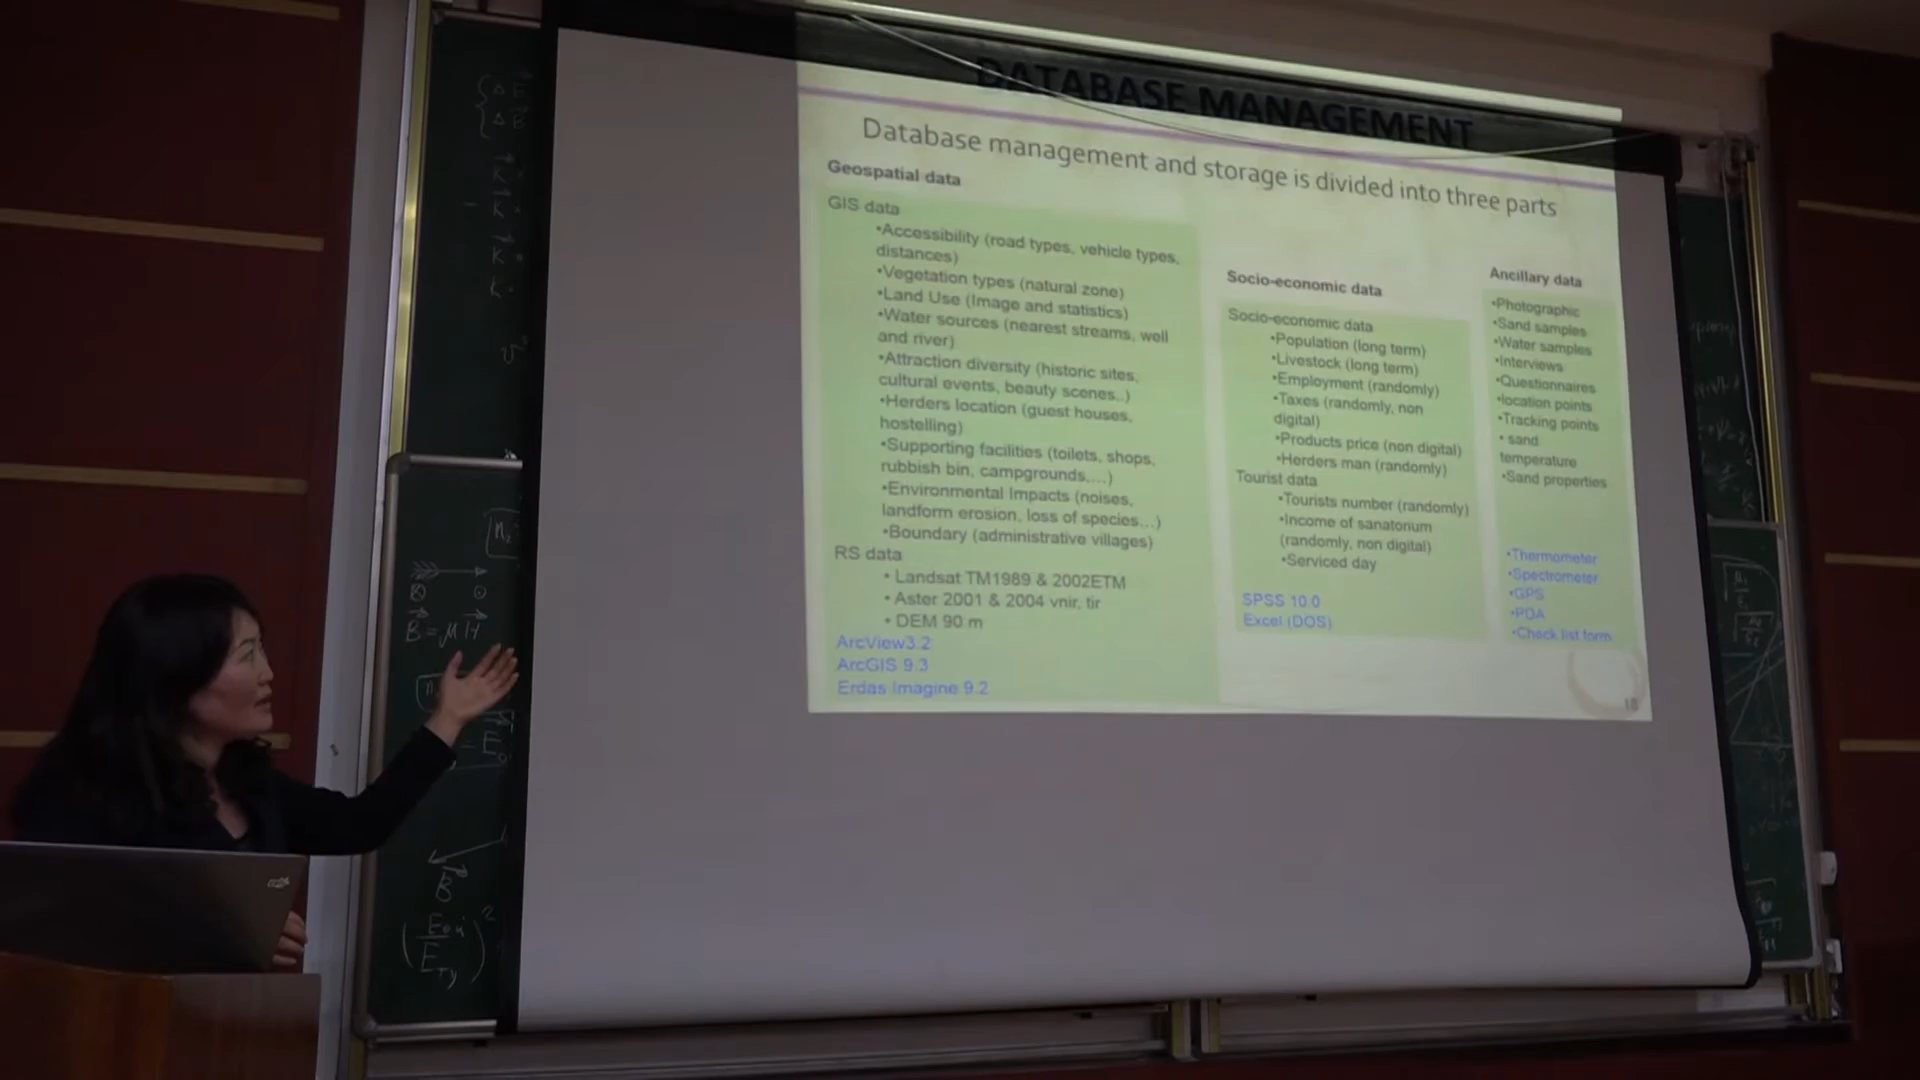 DATABASE MANAGEMENT
Database management and storage is divided into three parts
Geospatial data
GIS data
•Accessibility (road types, vehicle types,
distances)
•Vegetation types (natural zone)
•Land Use (Image and statistics)
•Water sources (nearest streams, well
and river)
•Attraction diversity (historic sites,
cultural events, beauty scenes..)
•Herders location (guest houses,
hostelling)
•Supporting facilities (toilets, shops,
rubbish bin, campgrounds,...)
•Environmental Impacts (noises,
landform erosion, loss of species...)
•Boundary (administrative villages)
RS data
• Landsat TM1989 & 2002ETM
• Aster 2001 & 2004 vnir, tir
• DEM 90 m
ArcView3.2
ArcGIS 9.3
Erdas Imagine 9.2
Socio-economic data
Socio-economic data
•Population (long term)
•Livestock (long term)
•Employment (randomly)
•Taxes (randomly, non
digital)
•Products price (non digital)
•Herders man (randomly)
Tourist data
•Tourists number (randomly)
•Income of sanatorium
(randomly, non digital)
•Serviced day
SPSS 10.0
Excel (DOS)
Ancillary data
•Photographic
•Sand samples
•Water samples
•Interviews
•Questionnaires
•location points
•Tracking points
• sand
temperature
•Sand properties
•Thermometer
•Spectrometer
•GPS
•PDA
•Check list form
18
B = μ H
acer